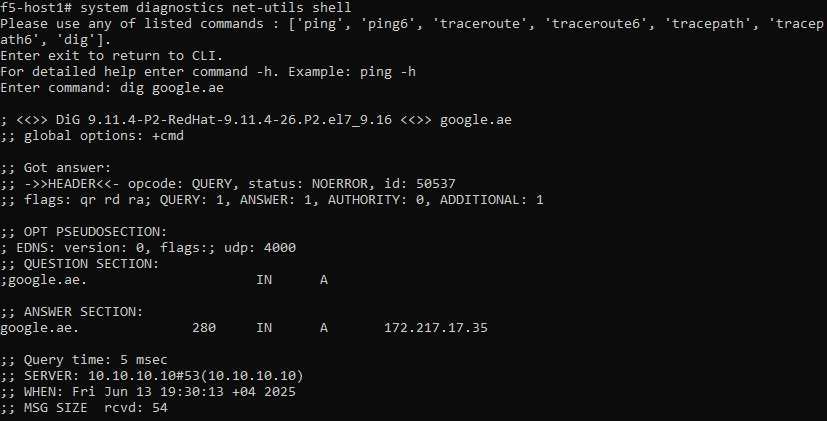 f5-host1# system diagnostics net-utils shell
Please use any of listed commands : ['ping', 'ping6', 'traceroute', 'traceroute6', 'tracepath', 'tracep
ath6', 'dig'].
Enter exit to return to CLI.
For detailed help enter command -h. Example: ping -h
Enter command: dig google.ae
; <<>> DiG 9.11.4-P2-RedHat-9.11.4-26.P2.el7_9.16 <<>> google.ae
;; global options: +cmd
;; Got answer:
;; ->>HEADER<<- opcode: QUERY, status: NOERROR, id: 50537
;; flags: qr rd ra; QUERY: 1, ANSWER: 1, AUTHORITY: 0, ADDITIONAL: 1
;; OPT PSEUDOSECTION:
; EDNS: version: 0, flags:; udp: 4000
;; QUESTION SECTION:
;google.ae. IN A
;; ANSWER SECTION:
google.ae. 280 IN A 172.217.17.35
;; Query time: 5 msec
;; SERVER: 10.10.10.10#53(10.10.10.10)
;; WHEN: Fri Jun 13 19:30:13 +04 2025
;; MSG SIZE rcvd: 54